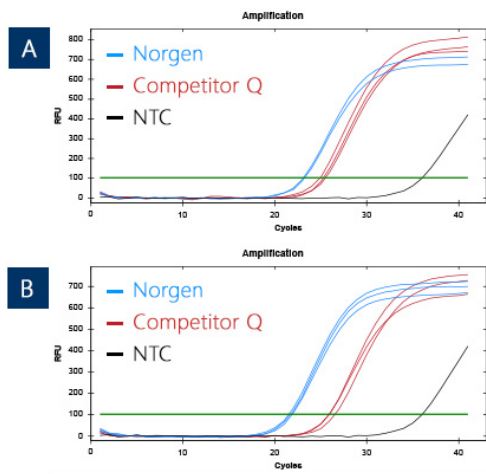 Amplification
A
800
700
600
500
400
300
200
100
0
RFU
Norgen
Competitor Q
NTC
0
10
20
30
40
Cycles
Amplification
B
700
600
500
400
300
200
100
0
RFU
Norgen
Competitor Q
NTC
0
10
20
30
40
Cycles